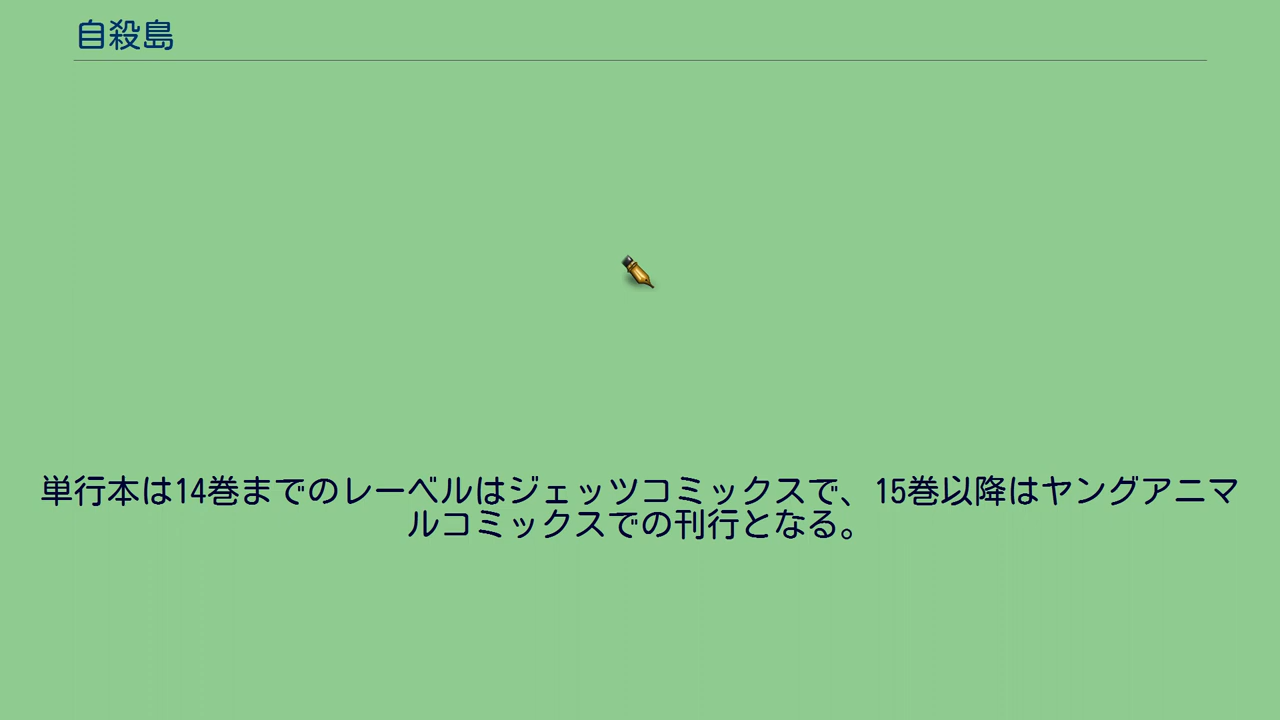 自殺島
単行本は14巻までのレーベルはジェッツコミックスで、15巻以降はヤングアニマ
ルコミックスでの刊行となる。